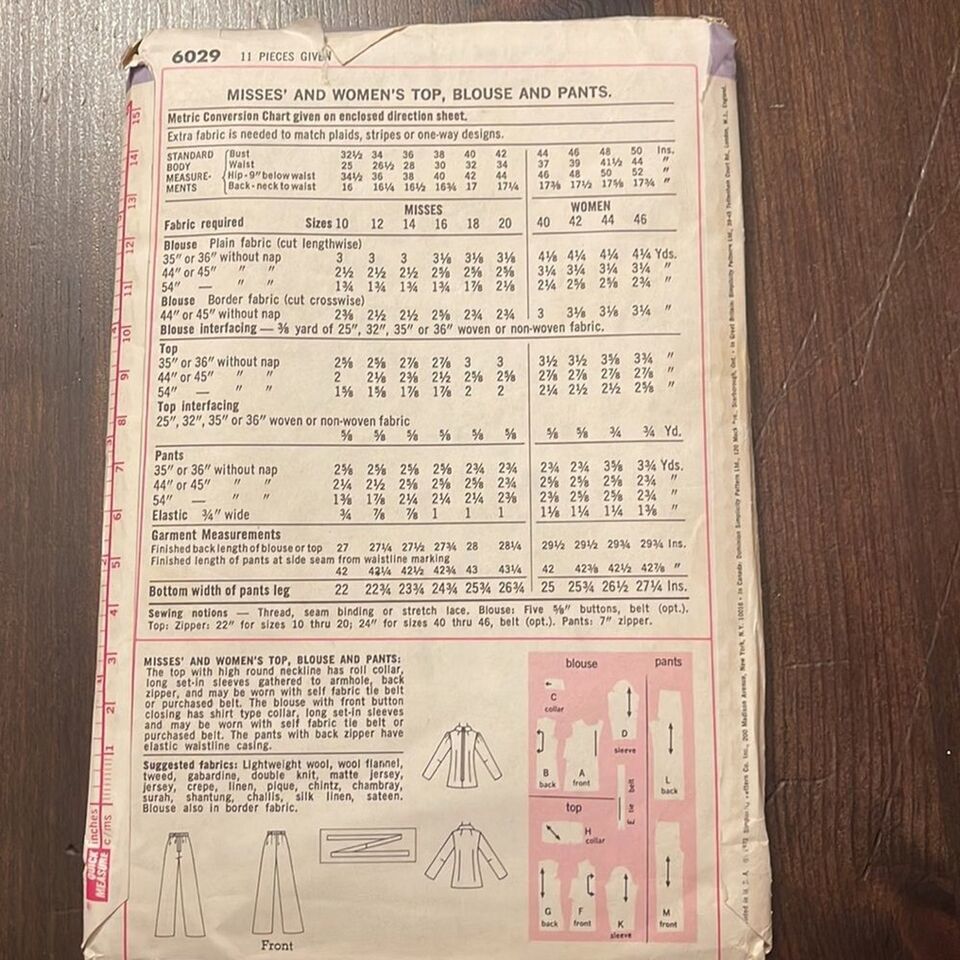 6029 11 PIECES GIVEN
MISSES' AND WOMEN'S TOP, BLOUSE AND PANTS.
Metric Conversion Chart given on enclosed direction sheet.
Extra fabric is needed to match plaids, stripes or one-way designs.
STANDARD BODY MEASUREMENTS
Bust 32½ 34 36 38 40 42 44 46 48 50 Ins.
Waist 25 26½ 28 30 32 34 37 39 41½ 44 "
Hip - 9" below waist 34½ 36 38 40 42 44 46 48 50 52 "
Back - neck to waist 16 16¼ 16½ 16¾ 17 17¼ 17⅜ 17½ 17⅝ 17¾ "
MISSES WOMEN
Fabric required Sizes 10 12 14 16 18 20 40 42 44 46
Blouse Plain fabric (cut lengthwise)
35" or 36" without nap 3 3 3 3⅛ 3⅛ 3⅛ 4⅛ 4¼ 4¼ 4¼ Yds.
44" or 45" " " 2½ 2½ 2½ 2⅝ 2⅝ 2⅝ 3¼ 3¼ 3¼ 3¼ "
54" — " " 1¾ 1¾ 1¾ 1¾ 1⅞ 2⅛ 2¼ 2⅝ 2⅝ 2¾ "
Blouse Border fabric (cut crosswise)
44" or 45" without nap 2⅜ 2½ 2½ 2⅝ 2¾ 2¾ 3 3⅛ 3⅛ 3¼ "
Blouse interfacing — ⅜ yard of 25", 32", 35" or 36" woven or non-woven fabric.
Top
35" or 36" without nap 2⅝ 2⅝ 2⅞ 2⅞ 3 3 3½ 3½ 3⅝ 3¾ "
44" or 45" " " 2 2⅛ 2⅜ 2½ 2⅝ 2⅝ 2⅞ 2⅞ 2⅞ 2⅞ "
54" — " " 1⅝ 1⅝ 1⅞ 1⅞ 2 2 2¼ 2½ 2½ 2⅝ "
Top interfacing
25", 32", 35" or 36" woven or non-woven fabric
⅝ ⅝ ⅝ ⅝ ⅝ ⅝ ⅝ ⅝ ¾ ¾ Yd.
Pants
35" or 36" without nap 2⅝ 2⅝ 2⅝ 2⅝ 2¾ 2¾ 2¾ 2¾ 3⅝ 3¾ Yds.
44" or 45" " " 2¼ 2½ 2⅝ 2⅝ 2⅝ 2¾ 2⅝ 2⅝ 2⅝ 2¾ "
54" — " " 1⅜ 1⅞ 2¼ 2¼ 2¼ 2⅜ 2⅜ 2⅝ 2⅝ 2¾ "
Elastic ¾" wide ¾ ⅞ ⅞ 1 1 1 1⅛ 1¼ 1¼ 1⅜ "
Garment Measurements
Finished back length of blouse or top 27 27¼ 27½ 27¾ 28 28¼ 29½ 29½ 29¾ 29¾ Ins.
Finished length of pants at side seam from waistline marking
42 42¼ 42½ 42¾ 43 43¼ 42 42⅜ 42½ 42⅞ "
Bottom width of pants leg 22 22¾ 23¾ 24¾ 25¾ 26¾ 25 25¾ 26½ 27¼ Ins.
Sewing notions — Thread, seam binding or stretch lace. Blouse: Five ⅝" buttons, belt (opt.).
Top: Zipper: 22" for sizes 10 thru 20; 24" for sizes 40 thru 46, belt (opt.). Pants: 7" zipper.
MISSES' AND WOMEN'S TOP, BLOUSE AND PANTS:
The top with high round neckline has roll collar,
long set-in sleeves gathered to armhole, back
zipper, and may be worn with self fabric tie belt
or purchased belt. The blouse with front button
closing has shirt type collar, long set-in sleeves
and may be worn with self fabric tie belt or
purchased belt. The pants with back zipper have
elastic waistline casing.
Suggested fabrics: Lightweight wool, wool flannel,
tweed, gabardine, double knit, matte jersey,
jersey, crepe, linen, pique, chintz, chambray,
surah, shantung, challis, silk linen, sateen.
Blouse also in border fabric.
Front
blouse
pants
C
collar
D
sleeve
B
back
A
front
E tie belt
L
back
top
H
collar
G
back
F
front
K
sleeve
M
front
15
14
13
12
11
10
9
8
7
6
5
4
3
2
1
inches
c/ms
QUICK
MEASURE